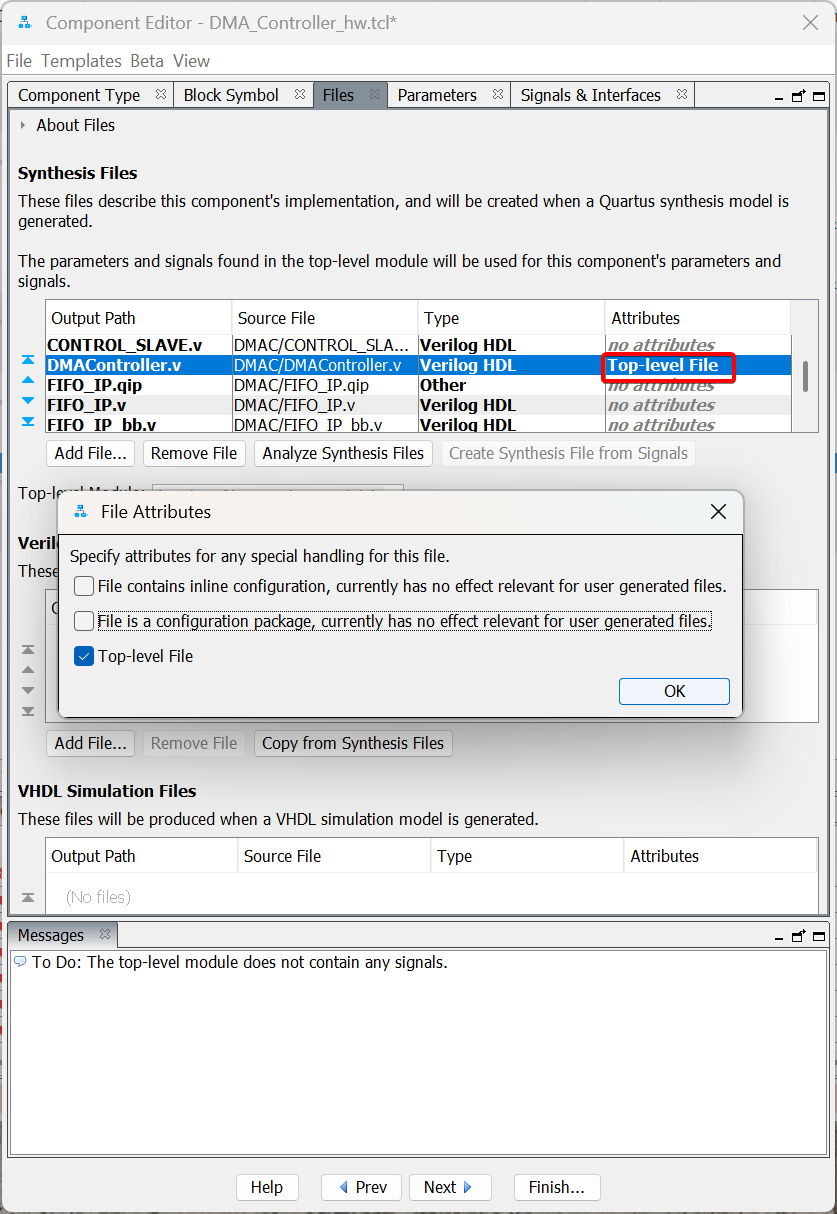 Component Editor - DMA_Controller_hw.tcl*
File Templates Beta View
Component Type Block Symbol Files Parameters Signals & Interfaces
About Files
Synthesis Files
These files describe this component's implementation, and will be created when a Quartus synthesis model is
generated.
The parameters and signals found in the top-level module will be used for this component's parameters and
signals.
Output Path Source File Type Attributes
CONTROL_SLAVE.v DMAC/CONTROL_SLA... Verilog HDL no attributes
DMAController.v DMAC/DMAController.v Verilog HDL Top-level File
FIFO_IP.qip DMAC/FIFO_IP.qip Other no attributes
FIFO_IP.v DMAC/FIFO_IP.v Verilog HDL no attributes
FIFO_IP_bb.v DMAC/FIFO_IP_bb.v Verilog HDL no attributes
Add File... Remove File Analyze Synthesis Files Create Synthesis File from Signals
Top-level Module:
File Attributes
Specify attributes for any special handling for this file.
File contains inline configuration, currently has no effect relevant for user generated files.
File is a configuration package, currently has no effect relevant for user generated files.
Top-level File
OK
These
Add File... Remove File Copy from Synthesis Files
VHDL Simulation Files
These files will be produced when a VHDL simulation model is generated.
Output Path Source File Type Attributes
(No files)
Messages
To Do: The top-level module does not contain any signals.
Help Prev Next Finish...